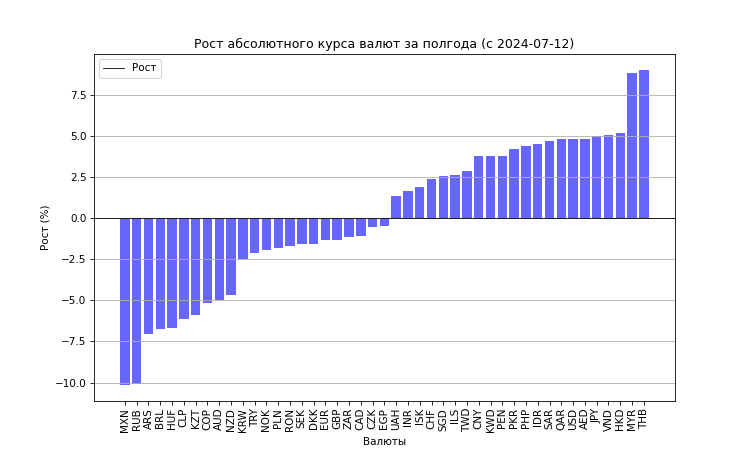 Рост абсолютного курса валют за полгода (с 2024-07-12)
Рост
7.5
5.0
2.5
0.0
−2.5
−5.0
−7.5
−10.0
Рост (%)
MXN RUB ARS BRL HUF CLP KZT COP AUD NZD KRW TRY NOK PLN RON SEK DKK EUR GBP ZAR CAD CZK EGP UAH INR ISK CHF SGD ILS TWD CNY KWD PEN PKR PHP IDR SAR QAR USD AED JPY VND HKD MYR THB
Валюты